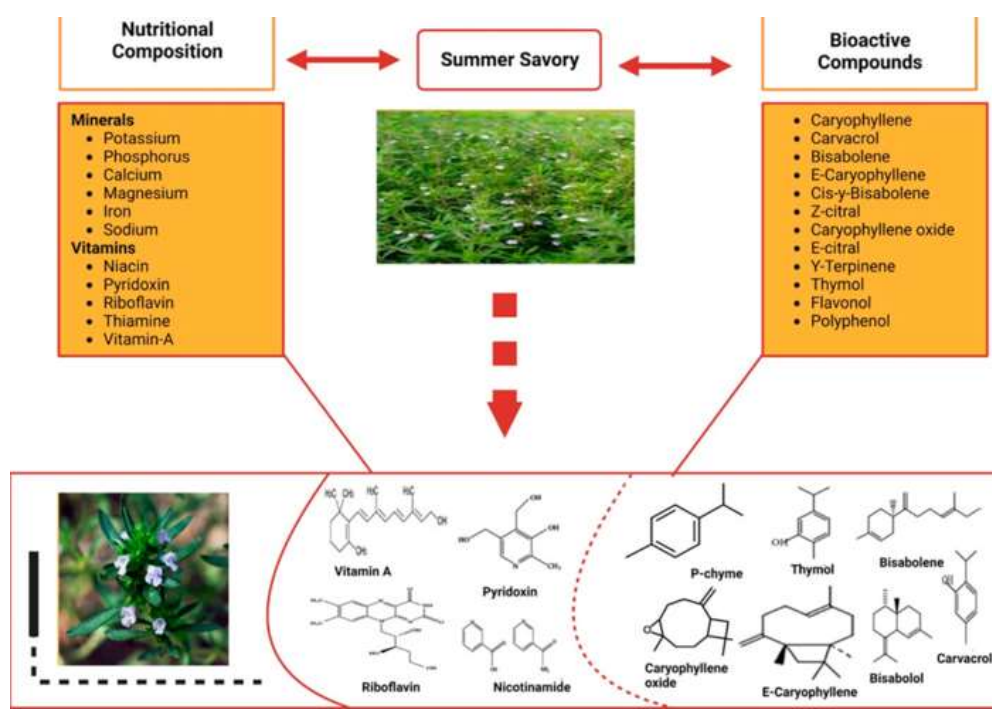 Nutritional
Composition
Summer Savory
Bioactive
Compounds
Minerals
• Potassium
• Phosphorus
• Calcium
• Magnesium
• Iron
• Sodium
Vitamins
• Niacin
• Pyridoxin
• Riboflavin
• Thiamine
• Vitamin-A
• Caryophyllene
• Carvacrol
• Bisabolene
• E-Caryophyllene
• Cis-y-Bisabolene
• Z-citral
• Caryophyllene oxide
• E-citral
• Y-Terpinene
• Thymol
• Flavonol
• Polyphenol
Vitamin A
Pyridoxin
Riboflavin
Nicotinamide
P-chyme
Thymol
Bisabolene
Caryophyllene
oxide
E-Caryophyllene
Bisabolol
Carvacrol